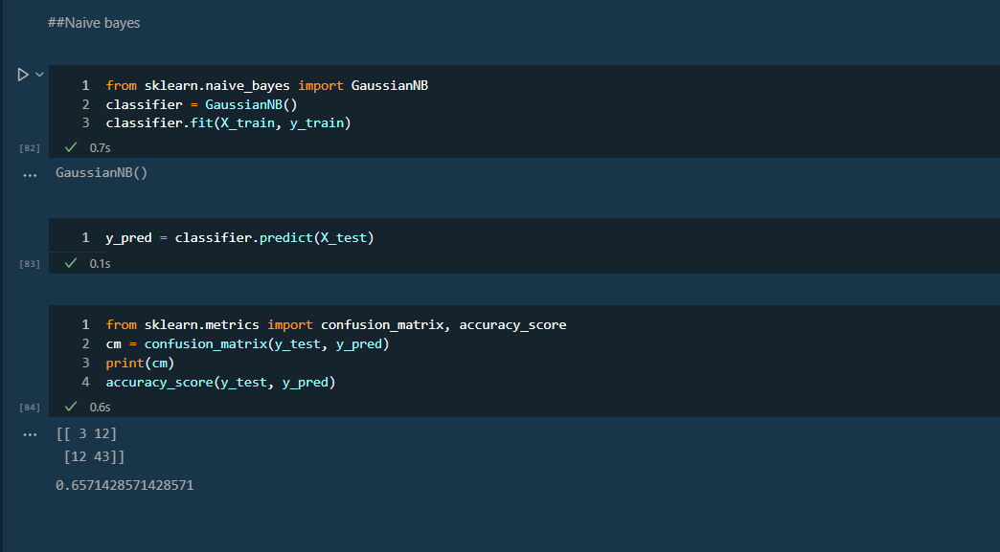 ##Naive bayes
1 from sklearn.naive_bayes import GaussianNB
2 classifier = GaussianNB()
3 classifier.fit(X_train, y_train)
[82] 0.7s
... GaussianNB()
1 y_pred = classifier.predict(X_test)
[83] 0.1s
1 from sklearn.metrics import confusion_matrix, accuracy_score
2 cm = confusion_matrix(y_test, y_pred)
3 print(cm)
4 accuracy_score(y_test, y_pred)
[84] 0.6s
... [[ 3 12]
[12 43]]
0.6571428571428571